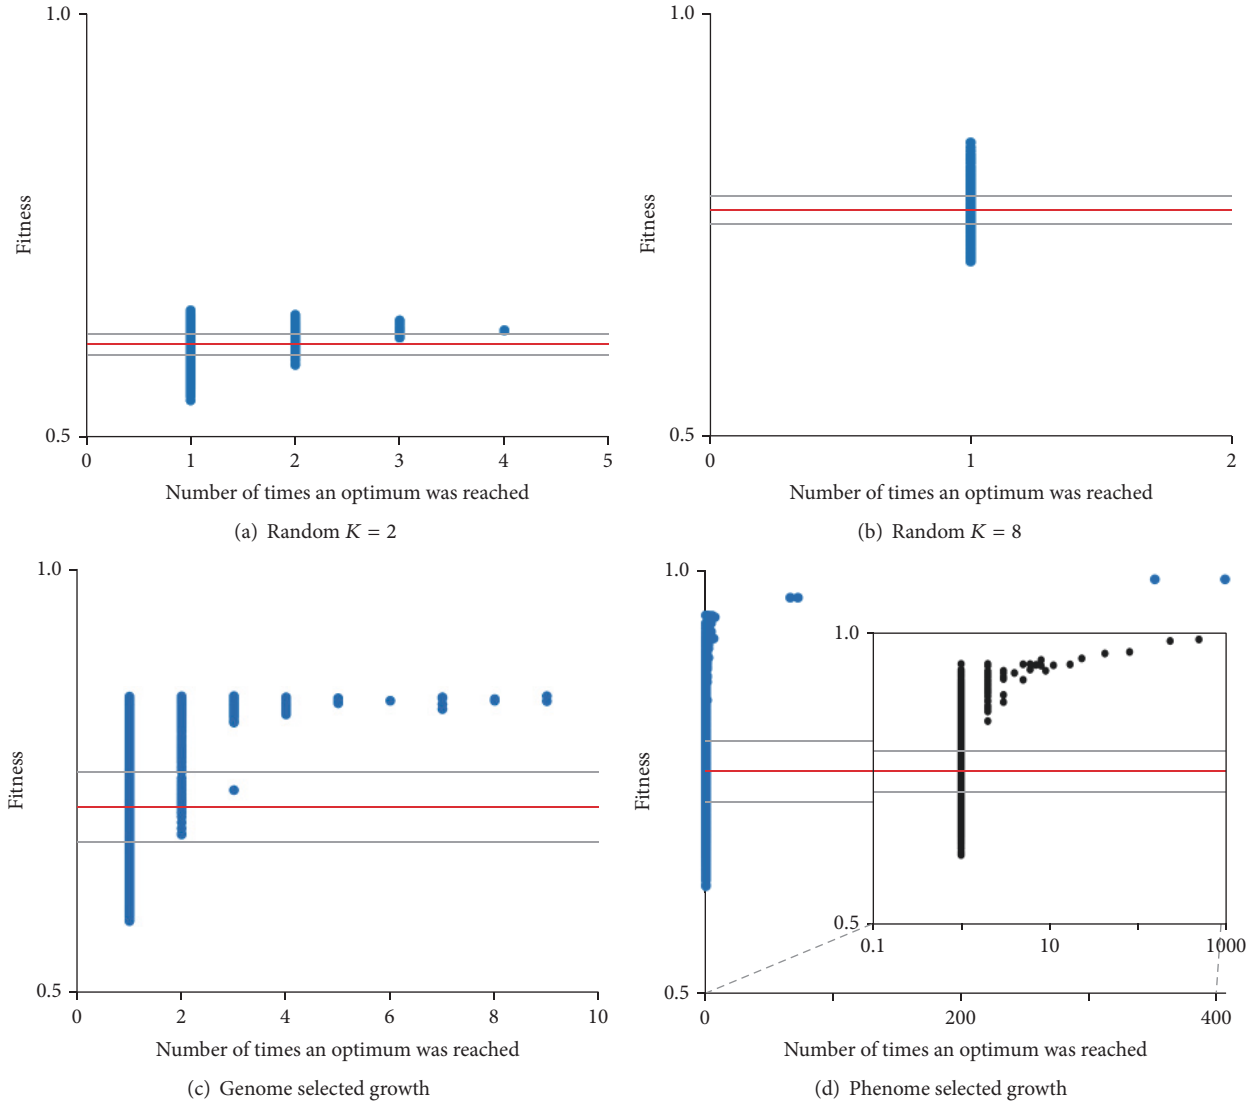 1.0
Fitness
0.5
0 1 2 3 4 5
Number of times an optimum was reached
(a) Random K = 2
1.0
Fitness
0.5
0 1 2
Number of times an optimum was reached
(b) Random K = 8
1.0
Fitness
0.5
0 2 4 6 8 10
Number of times an optimum was reached
(c) Genome selected growth
1.0
Fitness
0.5
0 200 400
1.0
0.5
0.1 10 1000
Number of times an optimum was reached
(d) Phenome selected growth